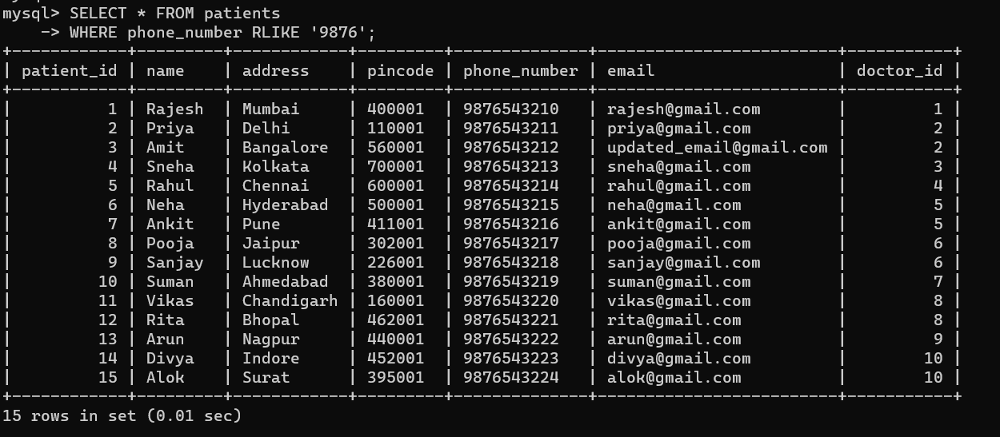 mysql> SELECT * FROM patients
    -> WHERE phone_number RLIKE '9876';
+------------+---------+------------+---------+--------------+-------------------------+-----------+
| patient_id | name    | address    | pincode | phone_number | email                   | doctor_id |
+------------+---------+------------+---------+--------------+-------------------------+-----------+
|          1 | Rajesh  | Mumbai     | 400001  | 9876543210   | rajesh@gmail.com        |         1 |
|          2 | Priya   | Delhi      | 110001  | 9876543211   | priya@gmail.com         |         2 |
|          3 | Amit    | Bangalore  | 560001  | 9876543212   | updated_email@gmail.com |         2 |
|          4 | Sneha   | Kolkata    | 700001  | 9876543213   | sneha@gmail.com         |         3 |
|          5 | Rahul   | Chennai    | 600001  | 9876543214   | rahul@gmail.com         |         4 |
|          6 | Neha    | Hyderabad  | 500001  | 9876543215   | neha@gmail.com          |         5 |
|          7 | Ankit   | Pune       | 411001  | 9876543216   | ankit@gmail.com         |         5 |
|          8 | Pooja   | Jaipur     | 302001  | 9876543217   | pooja@gmail.com         |         6 |
|          9 | Sanjay  | Lucknow    | 226001  | 9876543218   | sanjay@gmail.com        |         6 |
|         10 | Suman   | Ahmedabad  | 380001  | 9876543219   | suman@gmail.com         |         7 |
|         11 | Vikas   | Chandigarh | 160001  | 9876543220   | vikas@gmail.com         |         8 |
|         12 | Rita    | Bhopal     | 462001  | 9876543221   | rita@gmail.com          |         8 |
|         13 | Arun    | Nagpur     | 440001  | 9876543222   | arun@gmail.com          |         9 |
|         14 | Divya   | Indore     | 452001  | 9876543223   | divya@gmail.com         |        10 |
|         15 | Alok    | Surat      | 395001  | 9876543224   | alok@gmail.com          |        10 |
+------------+---------+------------+---------+--------------+-------------------------+-----------+
15 rows in set (0.01 sec)